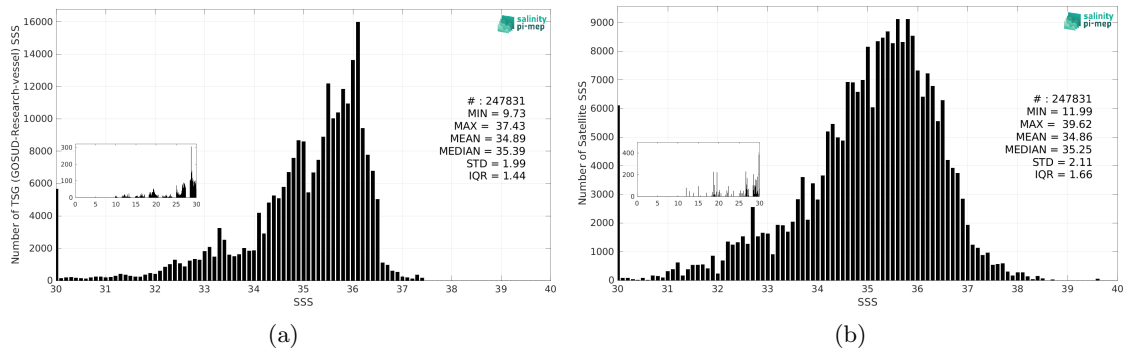 16000
14000
12000
10000
8000
6000
4000
2000
0
Number of TSG (GOSUD-Research-vessel) SSS
salinity
pi-mep
# : 247831
MIN = 9.73
MAX = 37.43
MEAN = 34.89
MEDIAN = 35.39
STD = 1.99
IQR = 1.44
300
200
100
0
0 5 10 15 20 25 30
30 31 32 33 34 35 36 37 38 39 40
SSS
(a)
9000
8000
7000
6000
5000
4000
3000
2000
1000
0
Number of Satellite SSS
salinity
pi-mep
# : 247831
MIN = 11.99
MAX = 39.62
MEAN = 34.86
MEDIAN = 35.25
STD = 2.11
IQR = 1.66
400
200
0
0 5 10 15 20 25 30
30 31 32 33 34 35 36 37 38 39 40
SSS
(b)